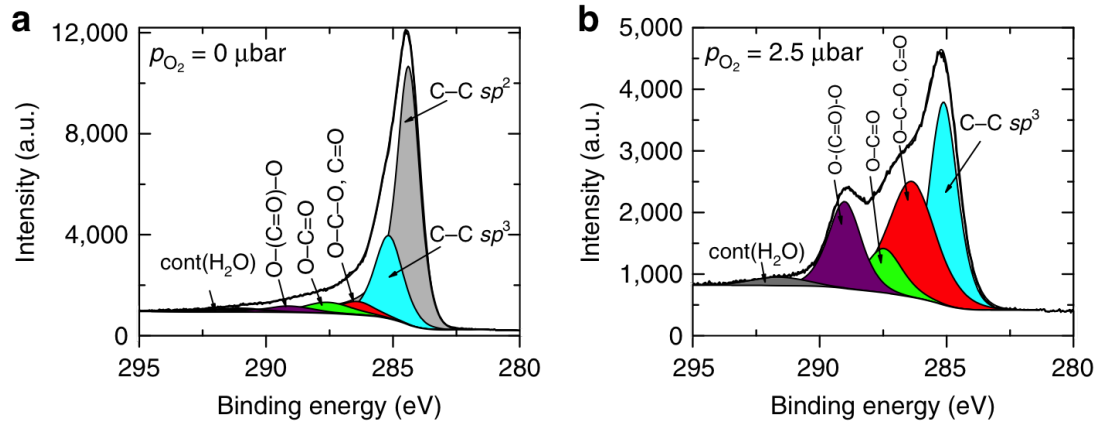 a
p_O₂ = 0 μbar
12,000
8,000
4,000
0
Intensity (a.u.)
C–C sp²
C–C sp³
O–C–O, C=O
O–C=O
O–(C=O)–O
cont(H₂O)
295
290
285
280
Binding energy (eV)
b
p_O₂ = 2.5 μbar
5,000
4,000
3,000
2,000
1,000
0
Intensity (a.u.)
O-(C=O)-O
O–C=O
O–C–O, C=O
C–C sp³
cont(H₂O)
295
290
285
280
Binding energy (eV)